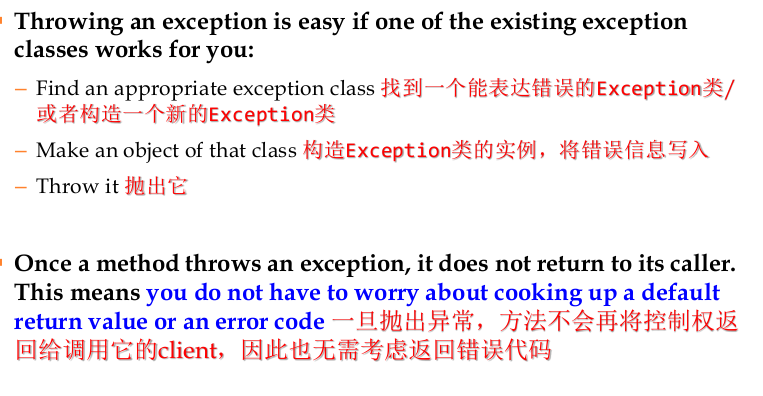 Throwing an exception is easy if one of the existing exception
classes works for you:
– Find an appropriate exception class 找到一个能表达错误的Exception类/
或者构造一个新的Exception类
– Make an object of that class 构造Exception类的实例，将错误信息写入
– Throw it 抛出它
Once a method throws an exception, it does not return to its caller.
This means you do not have to worry about cooking up a default
return value or an error code 一旦抛出异常，方法不会再将控制权返
回给调用它的client，因此也无需考虑返回错误代码